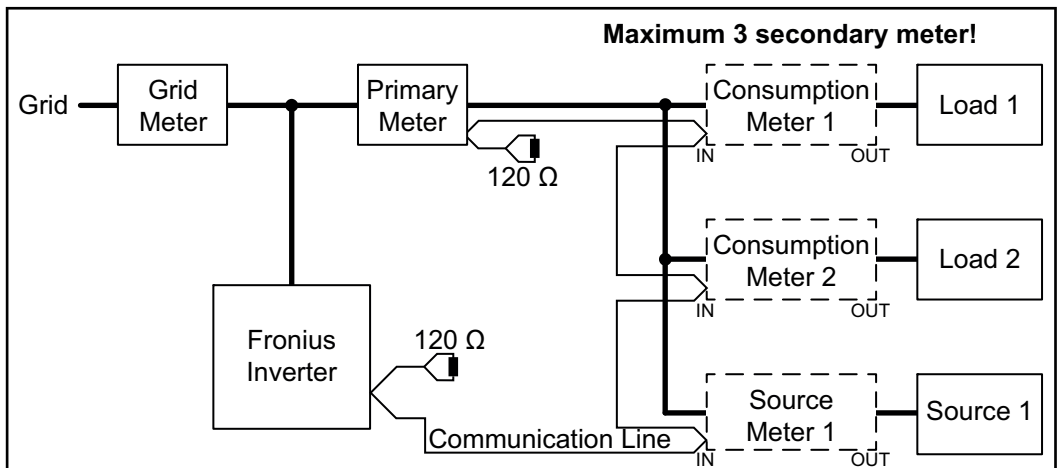 Maximum 3 secondary meter!
Grid
Grid
Meter
Primary
Meter
Consumption
Meter 1
Load 1
IN
OUT
120 Ω
Consumption
Meter 2
Load 2
IN
OUT
Fronius
Inverter
120 Ω
Source
Meter 1
Source 1
Communication Line
IN
OUT